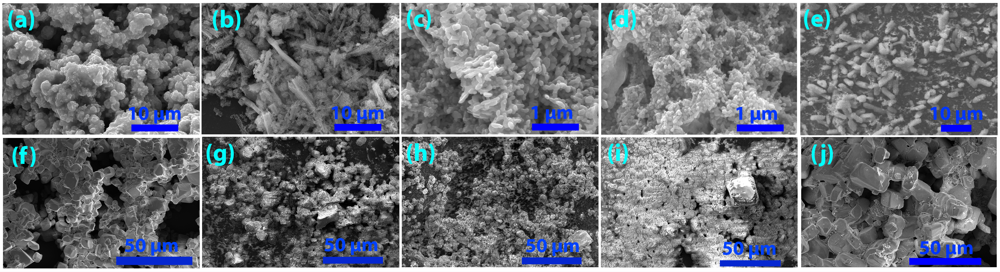 (a)
10 µm
(b)
10 µm
(c)
1 µm
(d)
1 µm
(e)
10 µm
(f)
50 µm
(g)
50 µm
(h)
50 µm
(i)
50 µm
(j)
50 µm